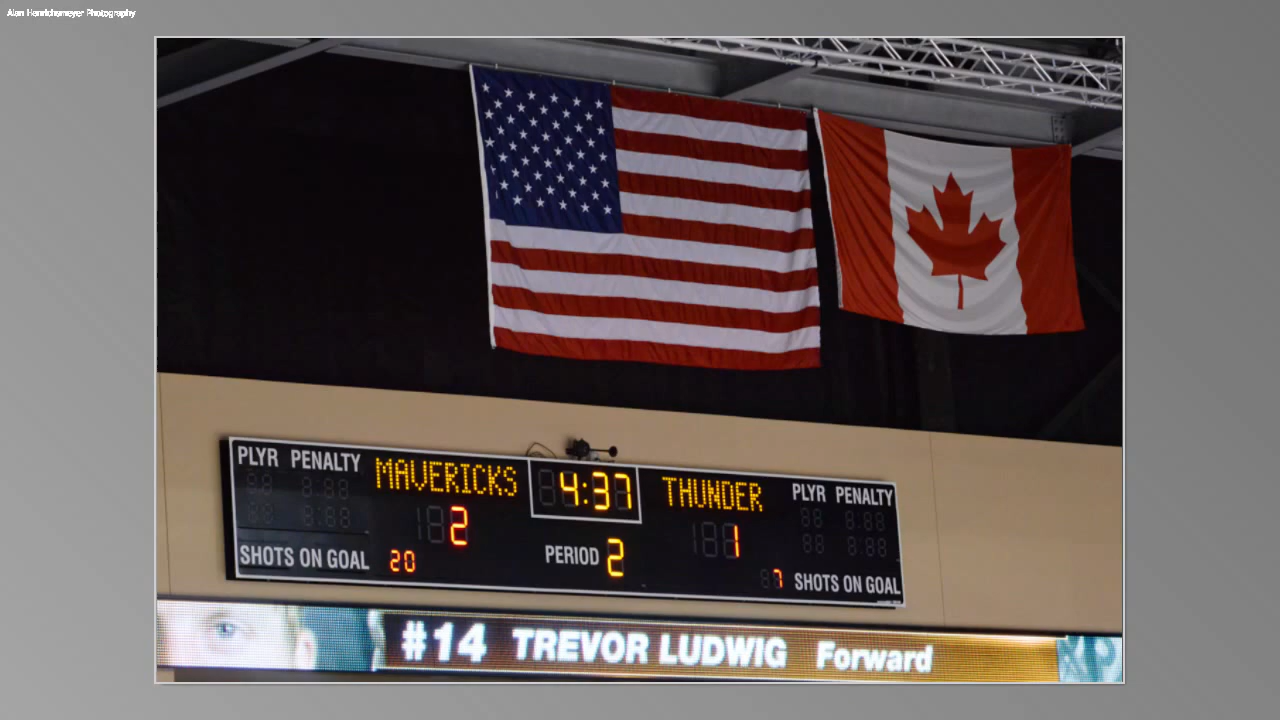 Alan Henrichsmeyer Photography
PLYR PENALTY
MAVERICKS
4:37
THUNDER
PLYR PENALTY
2
PERIOD 2
1
SHOTS ON GOAL 20
7 SHOTS ON GOAL
#14 TREVOR LUDWIG Forward